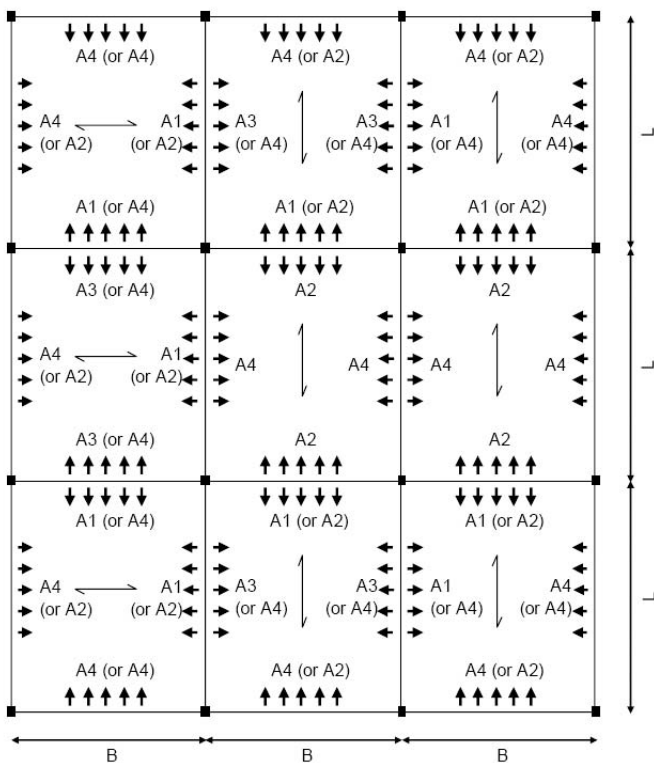 A4 (or A4) A4 (or A2) A4 (or A2)
A4 A1 A3 A3 A1 A4
(or A2) (or A2) (or A4) (or A4) (or A4) (or A4)
L
A1 (or A4) A1 (or A2) A1 (or A2)
A3 (or A4) A2 A2
A4 A1 A4 A4 A4 A4
(or A2) (or A2)
L
A3 (or A4) A2 A2
A1 (or A4) A1 (or A2) A1 (or A2)
A4 A1 A3 A3 A1 A4
(or A2) (or A2) (or A4) (or A4) (or A4) (or A4)
L
A4 (or A4) A4 (or A2) A4 (or A2)
B B B